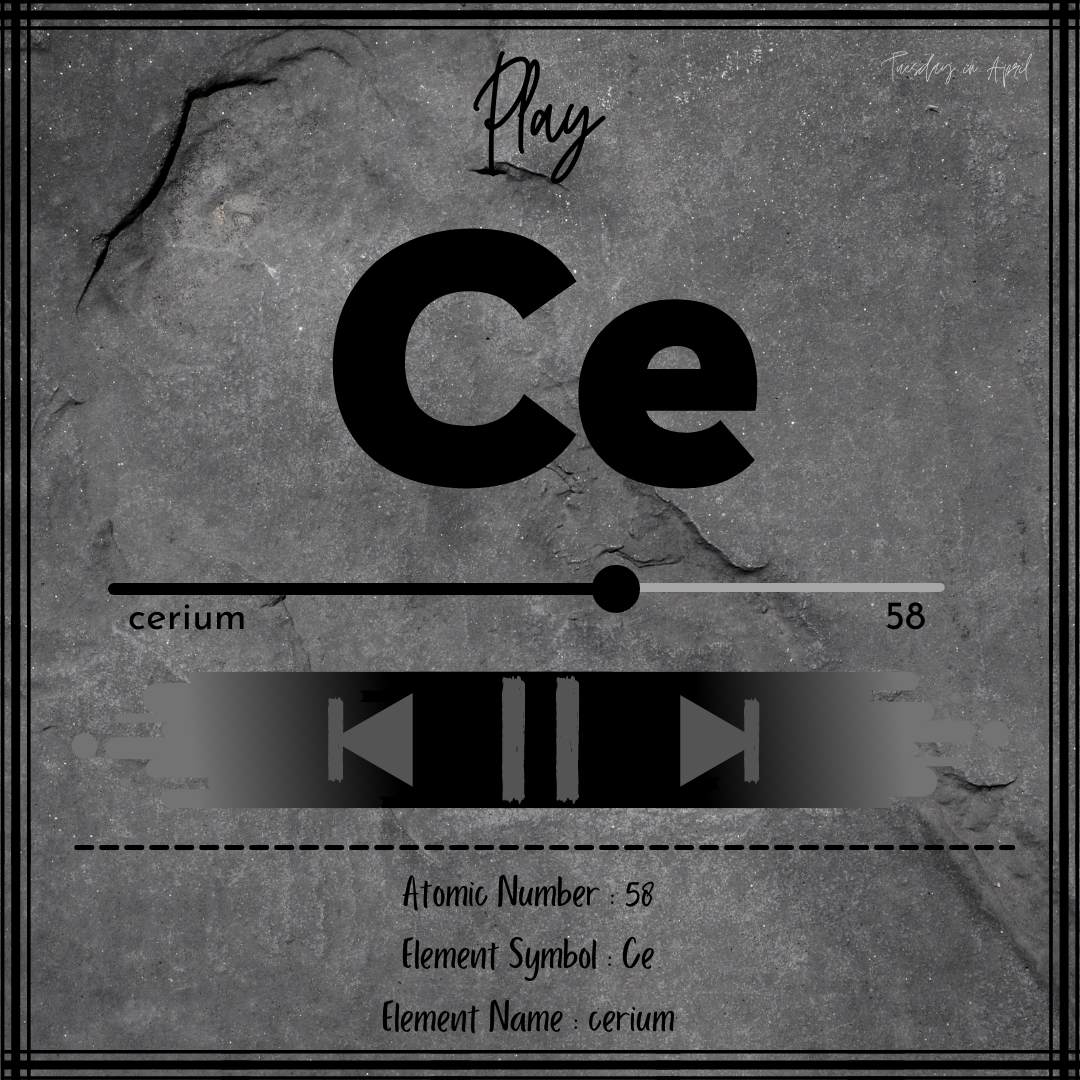 Tuesday in April
Play
Ce
cerium 58
Atomic Number : 58
Element Symbol : Ce
Element Name : cerium